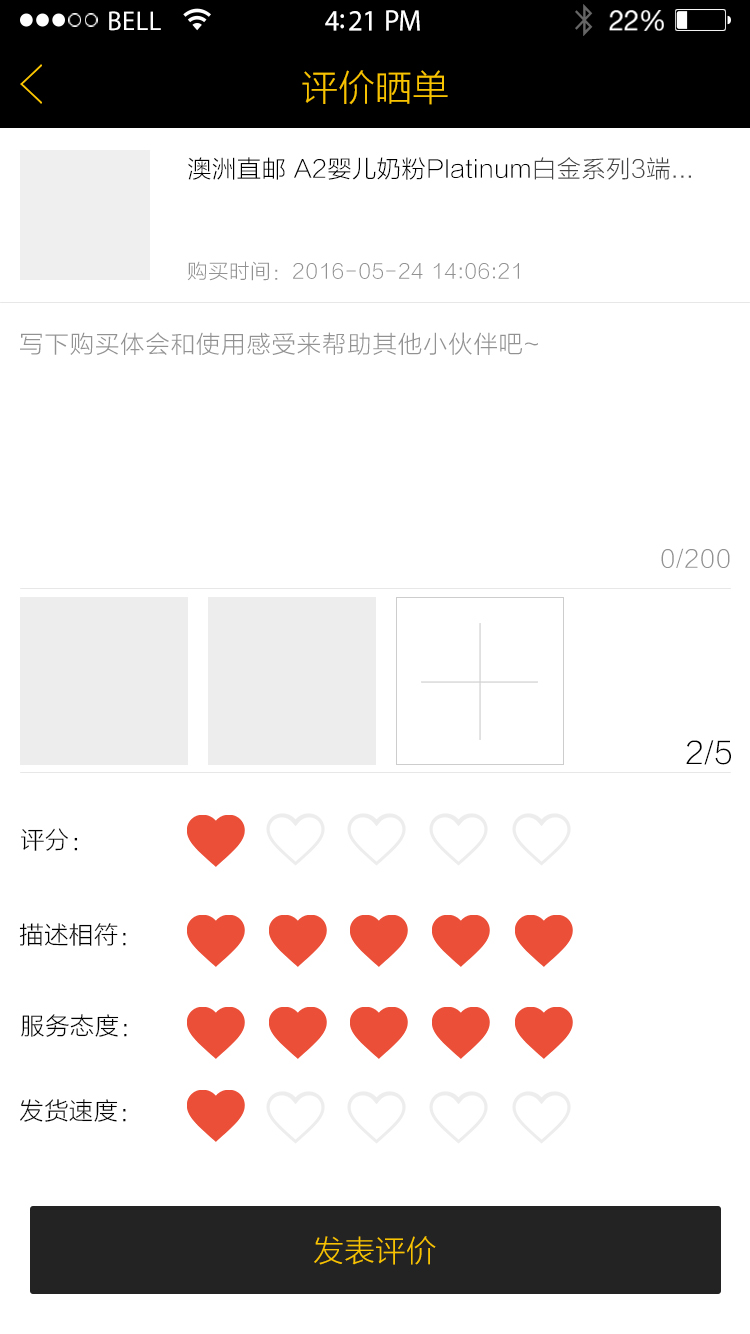 BELL 4:21 PM 22%
评价晒单
澳洲直邮 A2婴儿奶粉Platinum白金系列3端...
购买时间：2016-05-24 14:06:21
写下购买体会和使用感受来帮助其他小伙伴吧~
0/200
2/5
评分：
描述相符：
服务态度：
发货速度：
发表评价